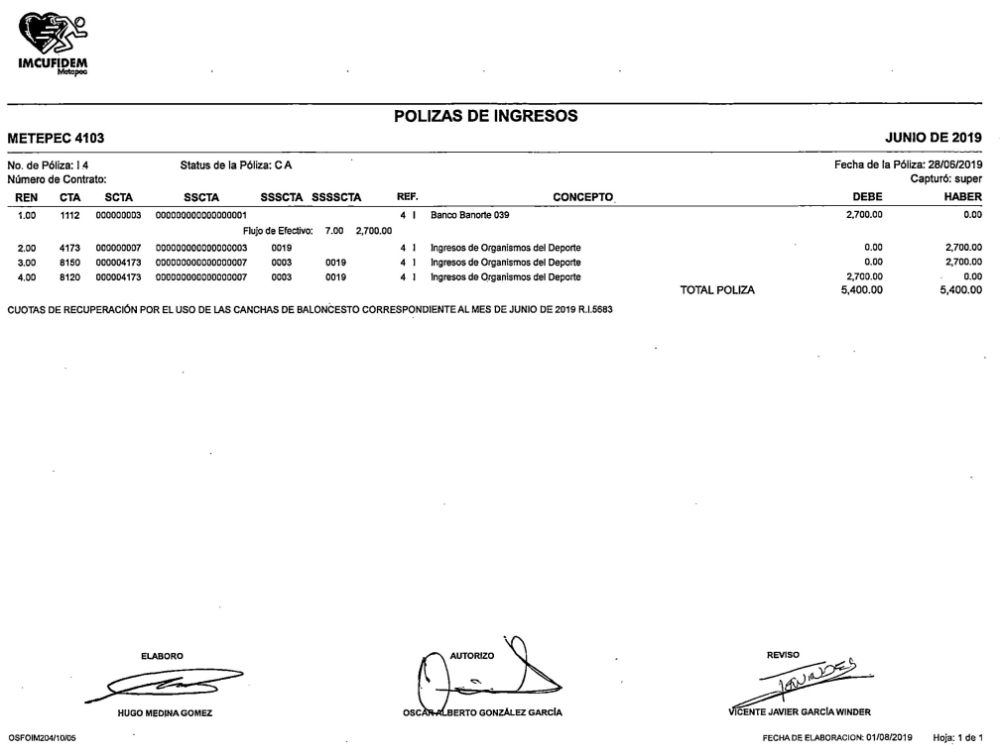 IMCUFIDEM
Metepec
POLIZAS DE INGRESOS
METEPEC 4103 JUNIO DE 2019
No. de Póliza: I 4 Status de la Póliza: C A Fecha de la Póliza: 28/06/2019
Número de Contrato: Capturó: super
REN CTA SCTA SSCTA SSSCTA SSSSCTA REF. CONCEPTO DEBE HABER
1.00 1112 000000003 000000000000000001 4 I Banco Banorte 039 2,700.00 0.00
Flujo de Efectivo: 7.00 2,700.00
2.00 4173 000000007 000000000000000003 0019 4 I Ingresos de Organismos del Deporte 0.00 2,700.00
3.00 8150 000004173 000000000000000007 0003 0019 4 I Ingresos de Organismos del Deporte 0.00 2,700.00
4.00 8120 000004173 000000000000000007 0003 0019 4 I Ingresos de Organismos del Deporte 2,700.00 0.00
TOTAL POLIZA 5,400.00 5,400.00
CUOTAS DE RECUPERACIÓN POR EL USO DE LAS CANCHAS DE BALONCESTO CORRESPONDIENTE AL MES DE JUNIO DE 2019 R.I.5683
ELABORO AUTORIZO REVISO
HUGO MEDINA GOMEZ OSCAR ALBERTO GONZÁLEZ GARCÍA VICENTE JAVIER GARCÍA WINDER
OSFOIM204/10/05 FECHA DE ELABORACION: 01/08/2019 Hoja: 1 de 1